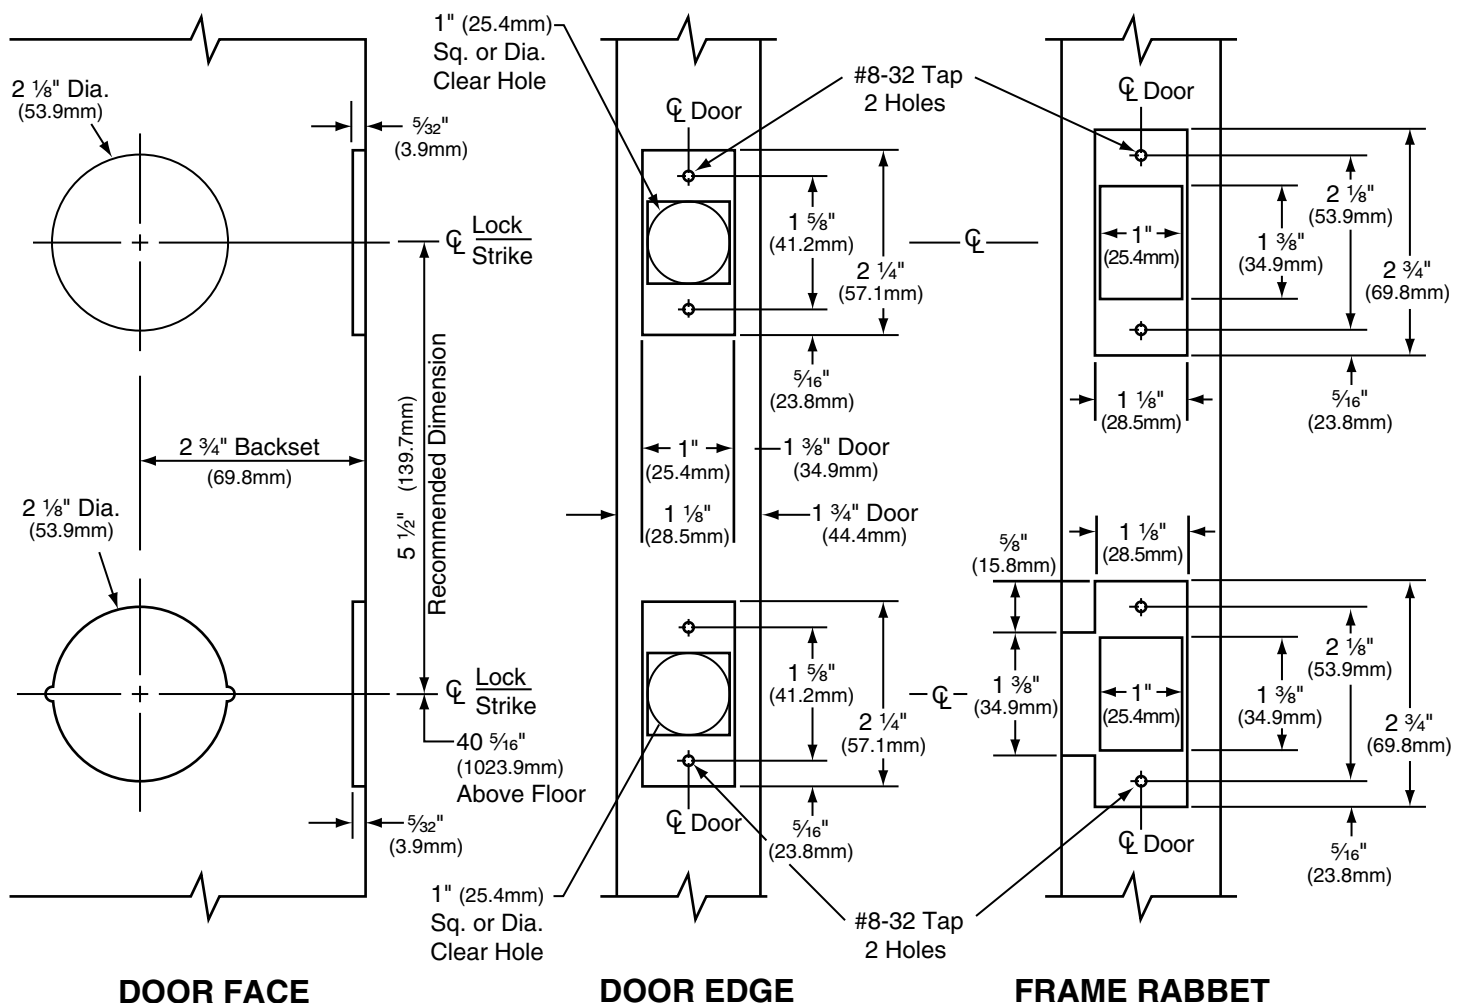 2 ⅛" Dia.
(53.9mm)
5⁄32"
(3.9mm)
℄ Lock
Strike
2 ¾" Backset
(69.8mm)
5 ½" (139.7mm)
Recommended Dimension
2 ⅛" Dia.
(53.9mm)
℄ Lock
Strike
40 5⁄16"
(1023.9mm)
Above Floor
5⁄32"
(3.9mm)
DOOR FACE
1" (25.4mm)
Sq. or Dia.
Clear Hole
℄ Door
#8-32 Tap
2 Holes
1 ⅝"
(41.2mm)
2 ¼"
(57.1mm)
5⁄16"
(23.8mm)
1"
(25.4mm)
1 ⅜" Door
(34.9mm)
1 ⅛"
(28.5mm)
1 ¾" Door
(44.4mm)
1 ⅝"
(41.2mm)
2 ¼"
(57.1mm)
℄ Door
5⁄16"
(23.8mm)
1" (25.4mm)
Sq. or Dia.
Clear Hole
#8-32 Tap
2 Holes
DOOR EDGE
℄ Door
℄
1"
(25.4mm)
2 ⅛"
(53.9mm)
1 ⅜"
(34.9mm)
2 ¾"
(69.8mm)
1 ⅛"
(28.5mm)
5⁄16"
(23.8mm)
⅝"
(15.8mm)
1 ⅛"
(28.5mm)
℄
1 ⅜"
(34.9mm)
1"
(25.4mm)
2 ⅛"
(53.9mm)
1 ⅜"
(34.9mm)
2 ¾"
(69.8mm)
℄ Door
5⁄16"
(23.8mm)
FRAME RABBET